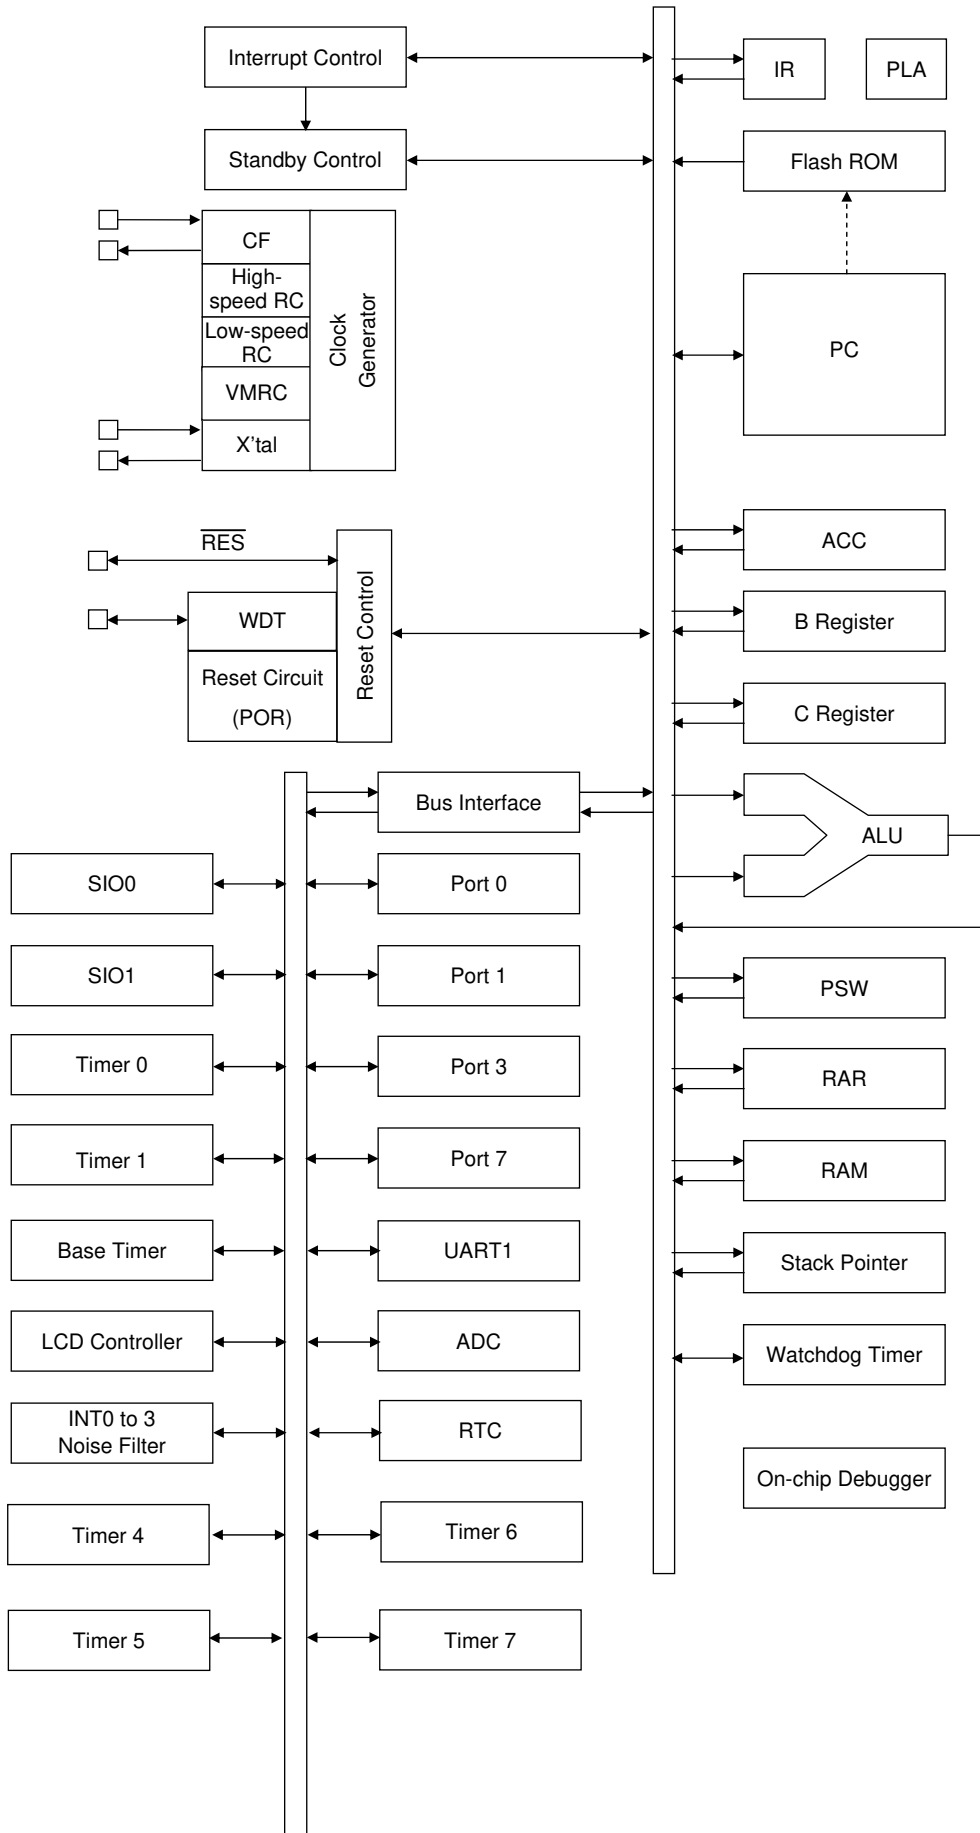 Interrupt Control
IR
PLA
Standby Control
Flash ROM
CF
High-
speed RC
Low-speed
RC
VMRC
X'tal
Clock
Generator
PC
RES
WDT
Reset Circuit
(POR)
Reset Control
ACC
B Register
C Register
Bus Interface
ALU
SIO0
Port 0
SIO1
Port 1
PSW
Timer 0
Port 3
RAR
Timer 1
Port 7
RAM
Base Timer
UART1
Stack Pointer
LCD Controller
ADC
Watchdog Timer
INT0 to 3
Noise Filter
RTC
On-chip Debugger
Timer 4
Timer 6
Timer 5
Timer 7